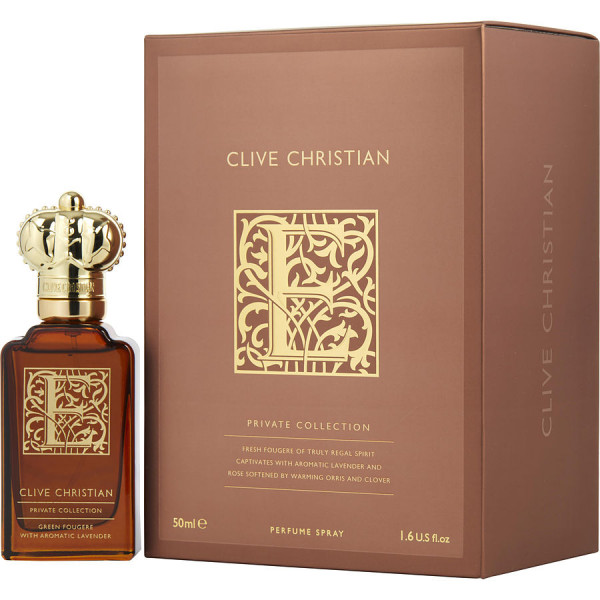 CLIVE CHRISTIAN
E
PRIVATE COLLECTION
FRESH FOUGERE OF TRULY REGAL SPIRIT
CAPTIVATES WITH AROMATIC LAVENDER AND
ROSE SOFTENED BY WARMING ORRIS AND CLOVER
50ml e
PERFUME SPRAY
1.6 U.S fl.oz
CLIVE CHRISTIAN
CLIVE CHRISTIAN
E
CLIVE CHRISTIAN
PRIVATE COLLECTION
GREEN FOUGERE
WITH AROMATIC LAVENDER